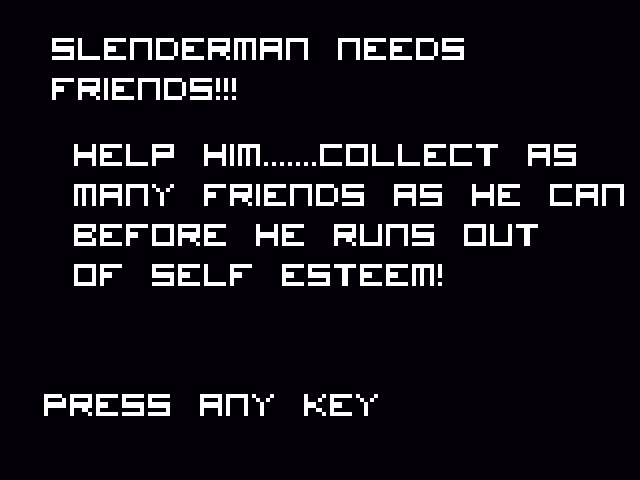 SLENDERMAN NEEDS
FRIENDS!!!
HELP HIM.......COLLECT AS
MANY FRIENDS AS HE CAN
BEFORE HE RUNS OUT
OF SELF ESTEEM!
PRESS ANY KEY